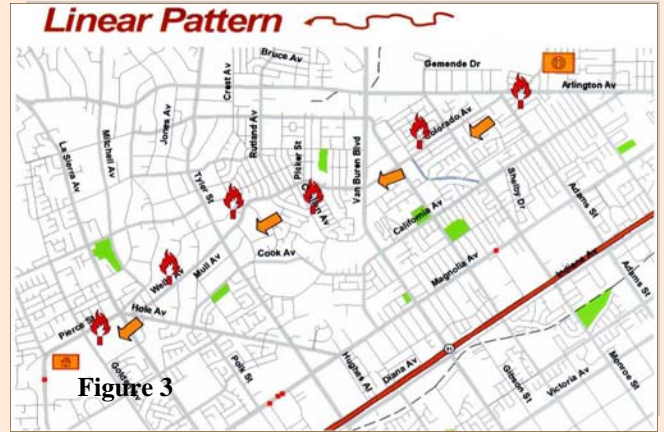 Linear Pattern
Bruce Av
Gemende Dr
Arlington Av
Crest Av
Jones Av
Mitchell Av
La Sierra Av
Rutland Av
Picker St
Colorado Av
Van Buren Blvd
Tyler St
Shelby Dr
Adams St
California Av
Magnolia Av
Indiana Av
Adams St
Cook Av
Mull Av
Wells Av
Hole Av
Pierce St
Polk St
Hughes Al
Diana Av
Gibson St
Victoria Av
Monroe St
Figure 3